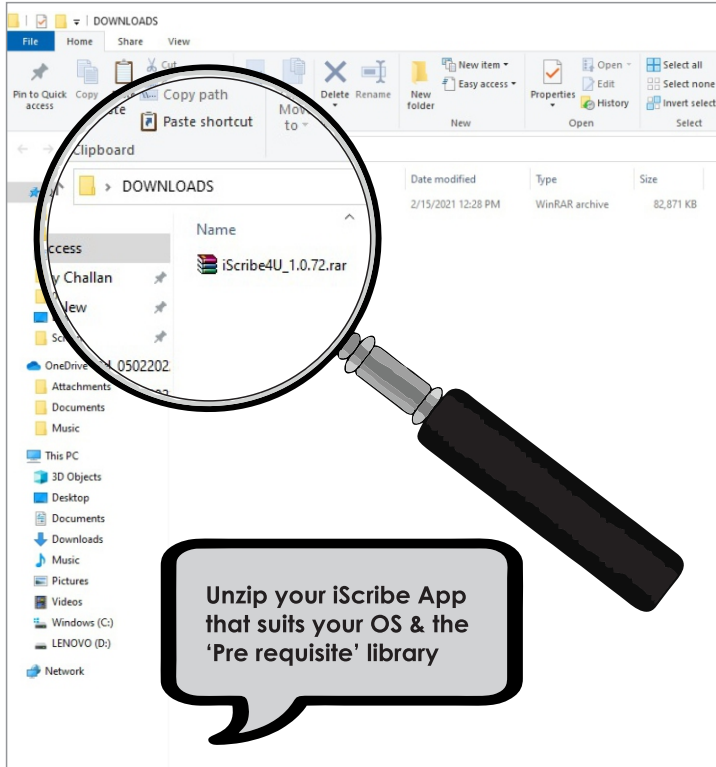 DOWNLOADS
File Home Share View
Pin to Quick access
Copy
Cut
Copy path
Paste shortcut
Clipboard
Delete
Rename
New folder
New item
Easy access
New
Properties
Open
Edit
History
Open
Select all
Select none
Invert select
Select
DOWNLOADS
Name
Date modified
Type
Size
iScribe4U_1.0.72.rar
2/15/2021 12:28 PM
WinRAR archive
82,871 KB
Challan
OneDrive
Attachments
Documents
Music
This PC
3D Objects
Desktop
Documents
Downloads
Music
Pictures
Videos
Windows (C:)
LENOVO (D:)
Network
Unzip your iScribe App
that suits your OS & the
‘Pre requisite’ library